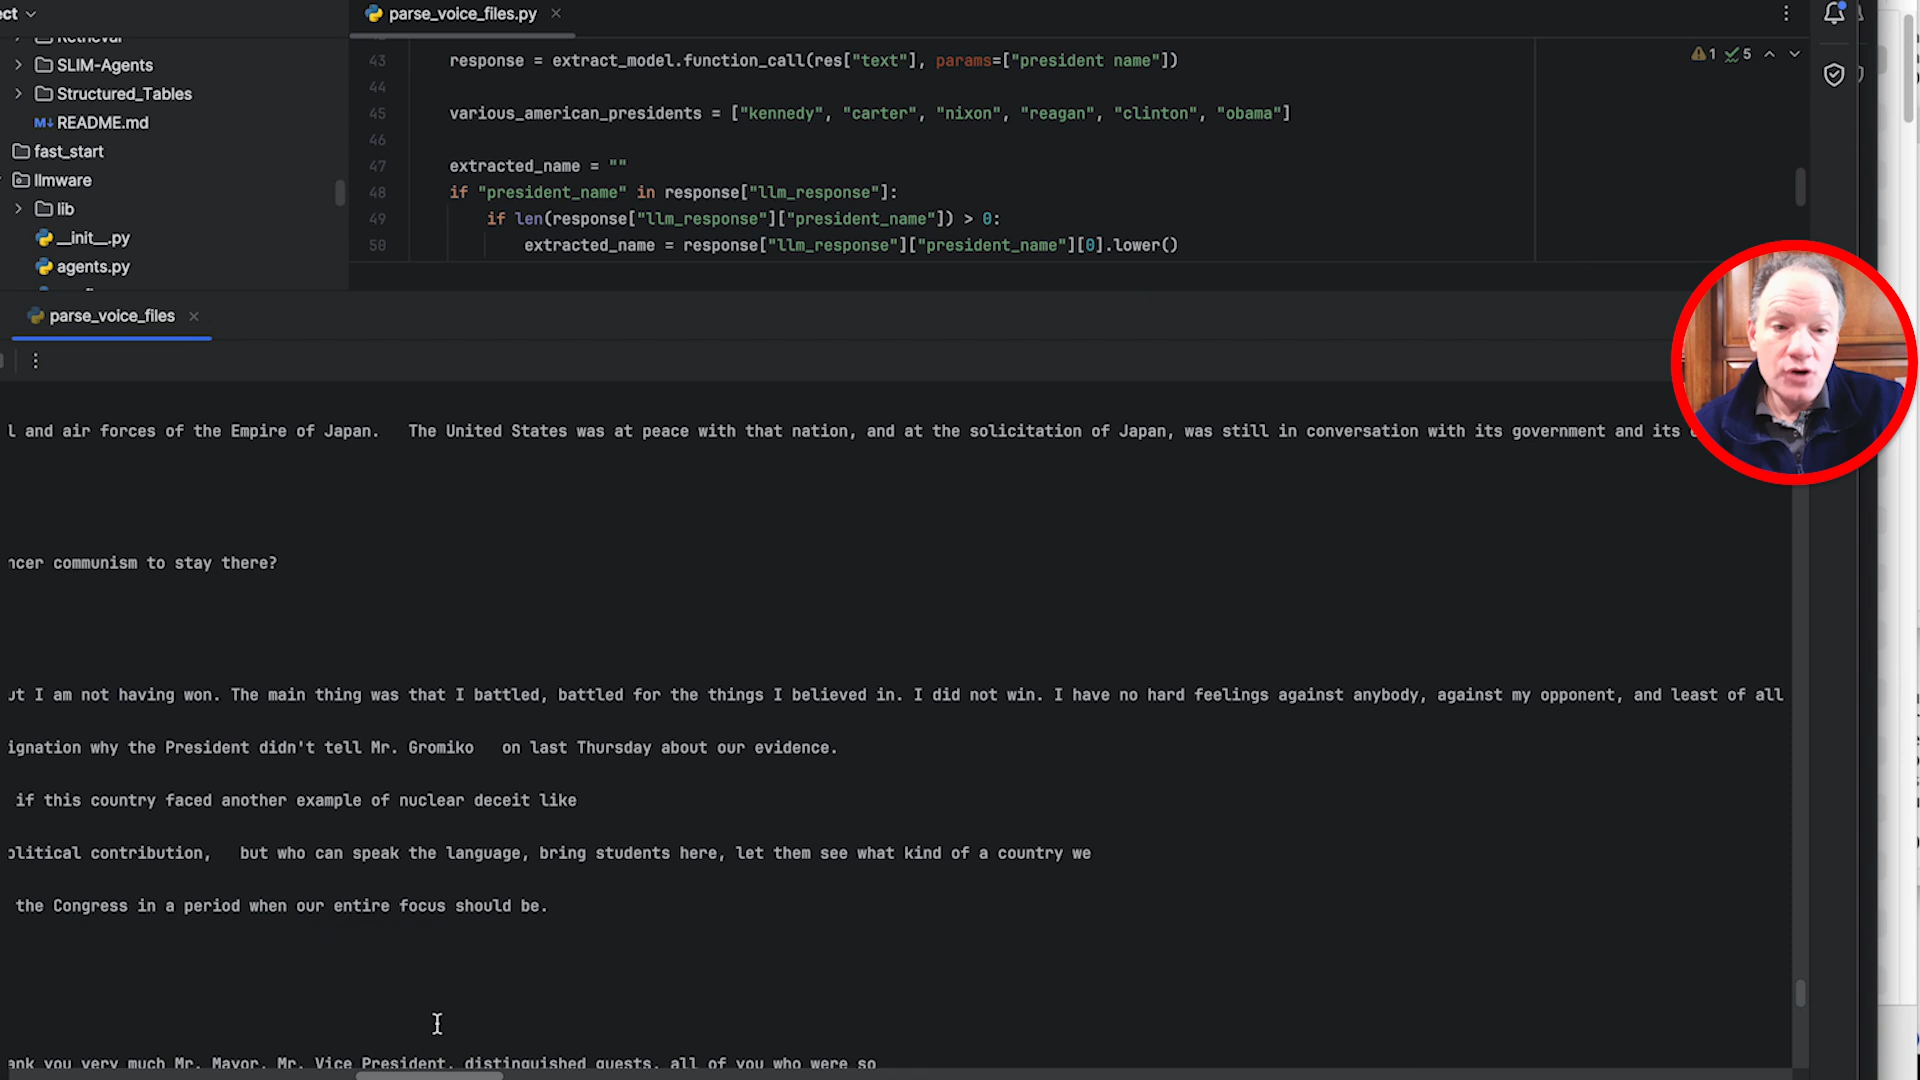 ect
parse_voice_files.py
SLIM-Agents
Structured_Tables
README.md
fast_start
llmware
lib
__init__.py
agents.py
43 response = extract_model.function_call(res["text"], params=["president name"])
44
45 various_american_presidents = ["kennedy", "carter", "nixon", "reagan", "clinton", "obama"]
46
47 extracted_name = ""
48 if "president_name" in response["llm_response"]:
49 if len(response["llm_response"]["president_name"]) > 0:
50 extracted_name = response["llm_response"]["president_name"][0].lower()
1 5
parse_voice_files
l and air forces of the Empire of Japan. The United States was at peace with that nation, and at the solicitation of Japan, was still in conversation with its government and its
ncer communism to stay there?
ut I am not having won. The main thing was that I battled, battled for the things I believed in. I did not win. I have no hard feelings against anybody, against my opponent, and least of all
ignation why the President didn't tell Mr. Gromiko on last Thursday about our evidence.
if this country faced another example of nuclear deceit like
olitical contribution, but who can speak the language, bring students here, let them see what kind of a country we
the Congress in a period when our entire focus should be.
ank you very much Mr. Mayor, Mr. Vice President, distinguished guests, all of you who were so